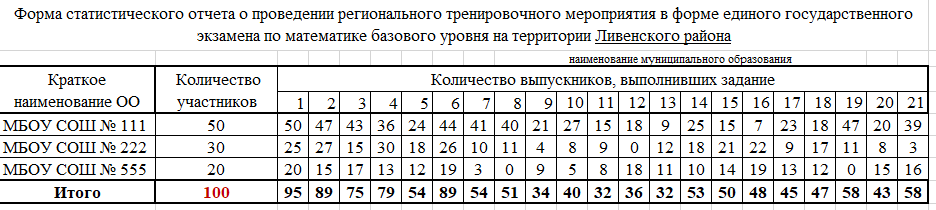 Форма статистического отчета о проведении регионального тренировочного мероприятия в форме единого государственного
экзамена по математике базового уровня на территории Ливенского района
наименование муниципального образования
Краткое наименование ОО Количество участников Количество выпускников, выполнивших задание
1 2 3 4 5 6 7 8 9 10 11 12 13 14 15 16 17 18 19 20 21
МБОУ СОШ № 111 50 50 47 43 36 24 44 41 40 21 27 15 18 9 25 15 7 23 18 47 20 39
МБОУ СОШ № 222 30 25 27 15 30 18 26 10 11 4 8 9 0 12 18 21 22 9 17 11 8 3
МБОУ СОШ № 555 20 20 15 17 13 12 19 3 0 9 5 8 18 11 10 14 19 13 12 0 15 16
Итого 100 95 89 75 79 54 89 54 51 34 40 32 36 32 53 50 48 45 47 58 43 58